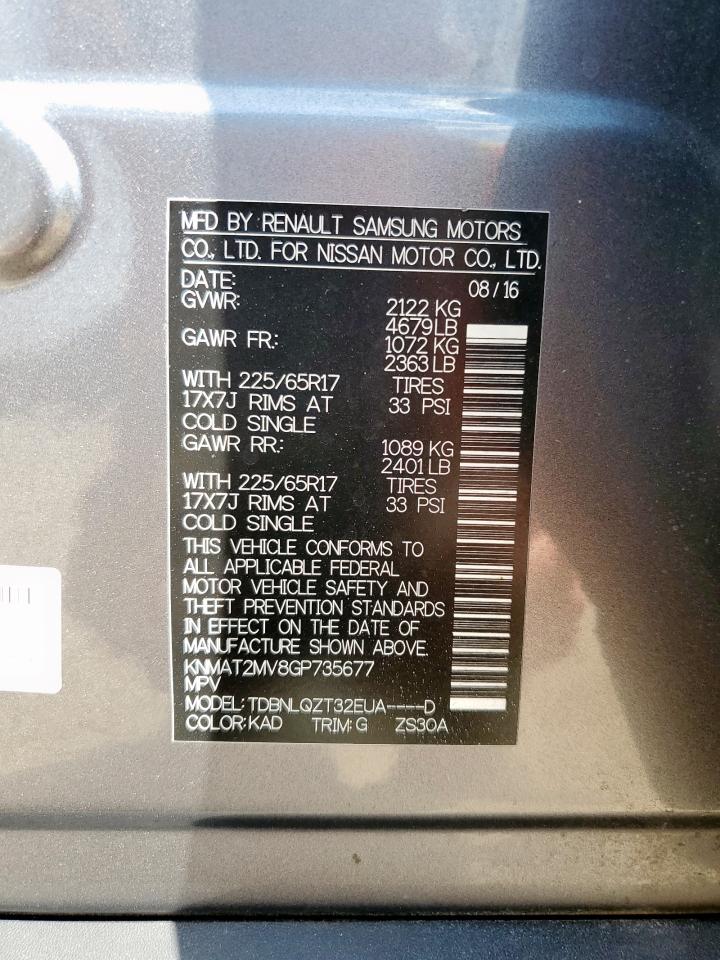 MFD BY RENAULT SAMSUNG MOTORS
CO., LTD. FOR NISSAN MOTOR CO., LTD.
DATE: 08/16
GVWR: 2122 KG
4679 LB
GAWR FR.: 1072 KG
2363 LB
WITH 225/65R17 TIRES
17X7J RIMS AT 33 PSI
COLD SINGLE
GAWR RR.: 1089 KG
2401 LB
WITH 225/65R17 TIRES
17X7J RIMS AT 33 PSI
COLD SINGLE
THIS VEHICLE CONFORMS TO
ALL APPLICABLE FEDERAL
MOTOR VEHICLE SAFETY AND
THEFT PREVENTION STANDARDS
IN EFFECT ON THE DATE OF
MANUFACTURE SHOWN ABOVE.
KNMAT2MV8GP735677
MPV
MODEL: TDBNLQZT32EUA----D
COLOR: KAD TRIM: G ZS30A